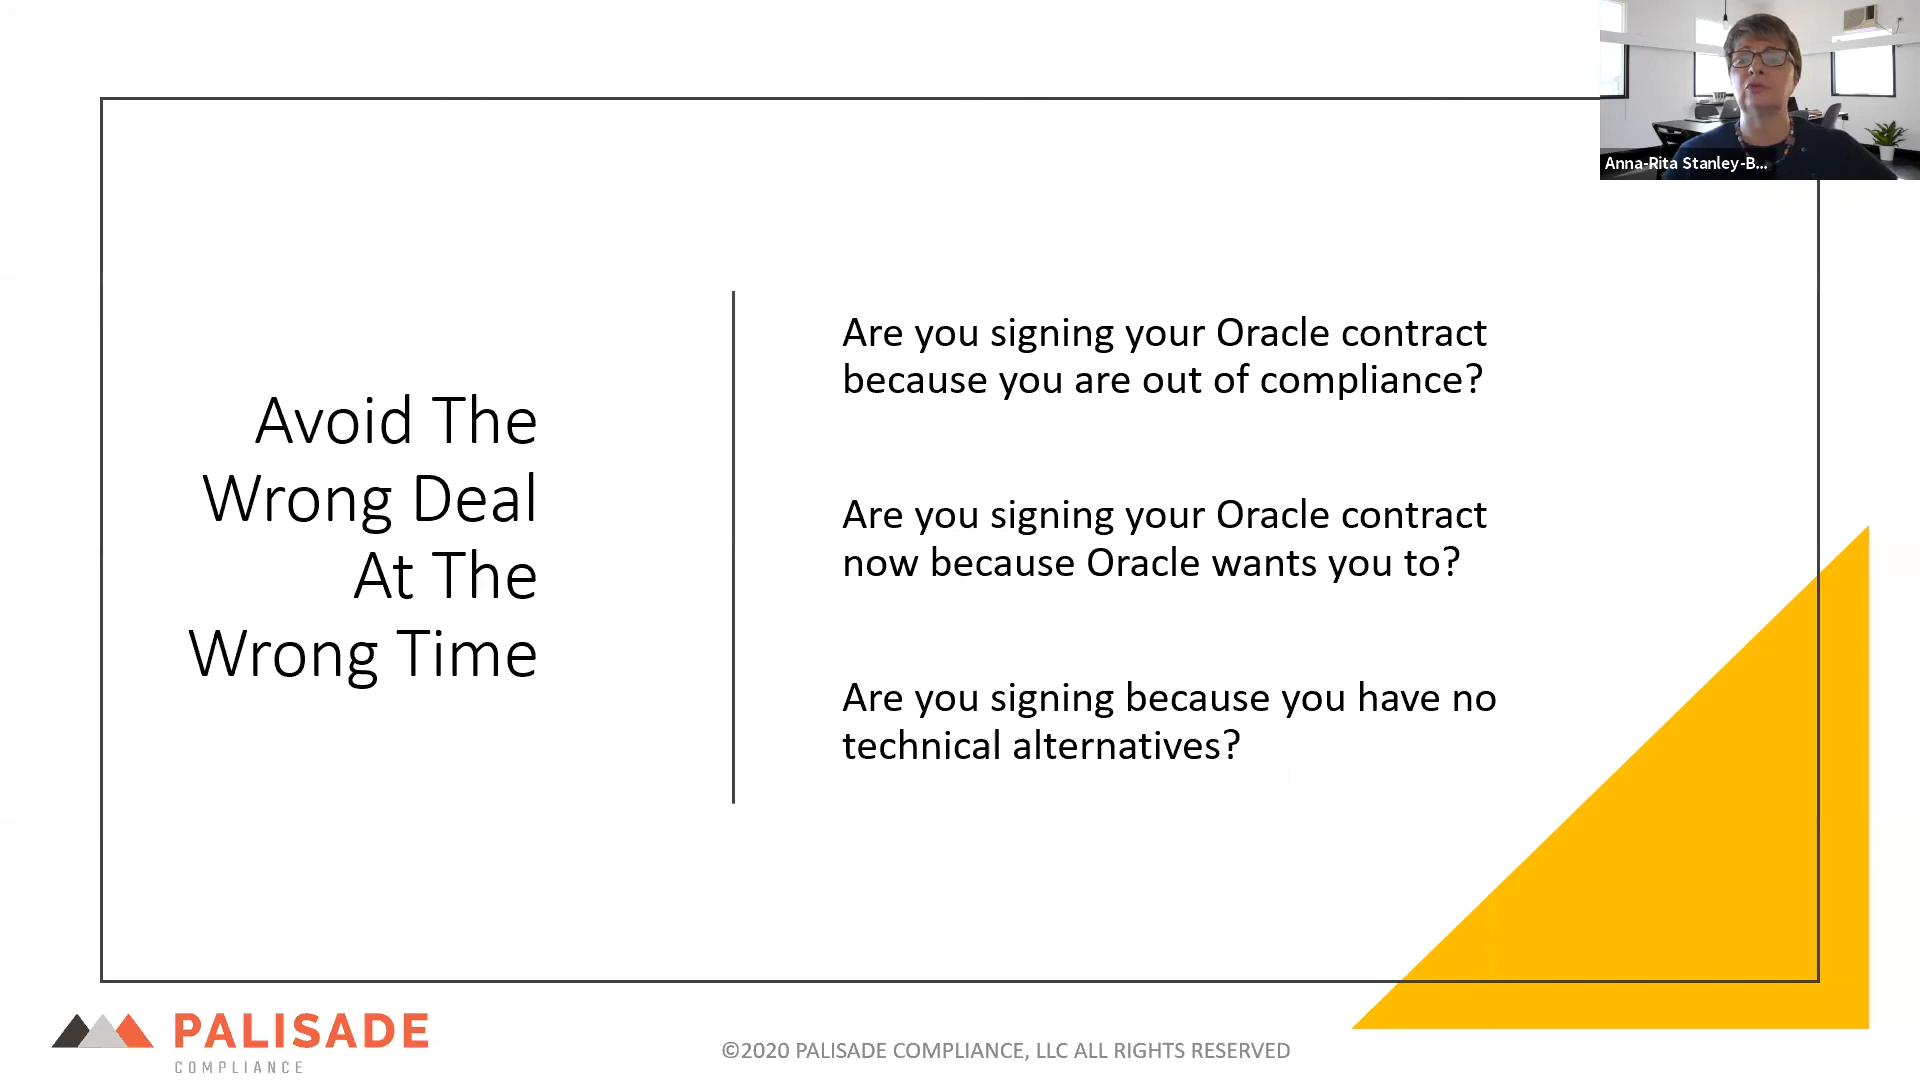 Anna-Rita Stanley-B...
Avoid The
Wrong Deal
At The
Wrong Time
Are you signing your Oracle contract
because you are out of compliance?
Are you signing your Oracle contract
now because Oracle wants you to?
Are you signing because you have no
technical alternatives?
PALISADE
COMPLIANCE
©2020 PALISADE COMPLIANCE, LLC ALL RIGHTS RESERVED